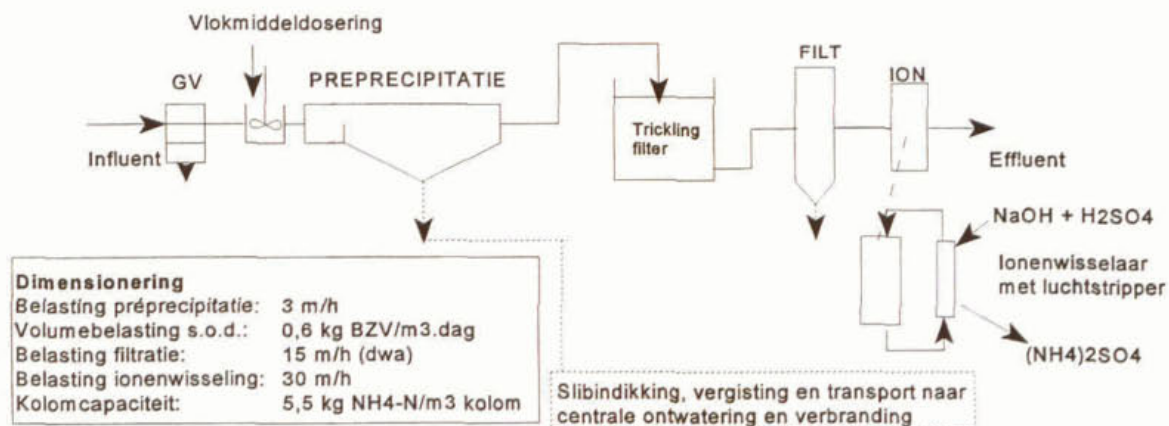 Vlokmiddeldosering
GV
PREPRECIPITATIE
FILT
ION
Influent
Trickling
filter
Effluent
NaOH + H2SO4
Ionenwisselaar
met luchtstripper
(NH4)2SO4
Dimensionering
Belasting préprecipitatie: 3 m/h
Volumebelasting s.o.d.: 0,6 kg BZV/m3.dag
Belasting filtratie: 15 m/h (dwa)
Belasting ionenwisseling: 30 m/h
Kolomcapaciteit: 5,5 kg NH4-N/m3 kolom
Slibindikking, vergisting en transport naar
centrale ontwatering en verbranding